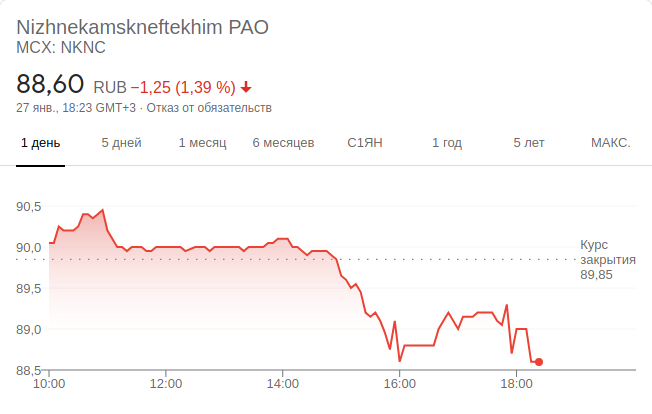 Nizhnekamskneftekhim PAO
MCX: NKNC
88,60 RUB −1,25 (1,39 %)
27 янв., 18:23 GMT+3 · Отказ от обязательств
1 день 5 дней 1 месяц 6 месяцев С1ЯН 1 год 5 лет МАКС.
90,5
90,0
89,5
89,0
88,5
Курс
закрытия
89,85
10:00 12:00 14:00 16:00 18:00